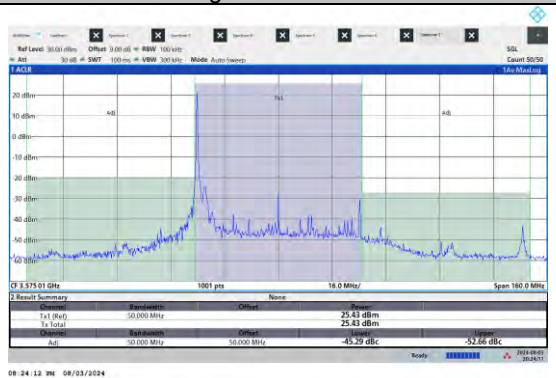 Ref Level 30.00 dBm Offset 0.00 dB RBW 100 kHz SGL
Att 30 dB SWT 100 ms VBW 300 kHz Mode Auto Sweep Count 50/50
1 ACLR 1Av MaxLog
20 dBm
10 dBm
0 dBm
-10 dBm
-20 dBm
-30 dBm
-40 dBm
-50 dBm
-60 dBm
Adj Tx1 Adj
CF 3.57501 GHz 1001 pts 16.0 MHz/ Span 160.0 MHz
2 Result Summary None
Channel Bandwidth Offset Power
Tx1 (Ref) 50.000 MHz 25.43 dBm
Tx Total 25.43 dBm
Channel Bandwidth Offset Lower Upper
Adj 50.000 MHz 50.000 MHz -45.29 dBc -52.66 dBc
Ready 2024-08-03
08:24:12 PM 08/03/2024